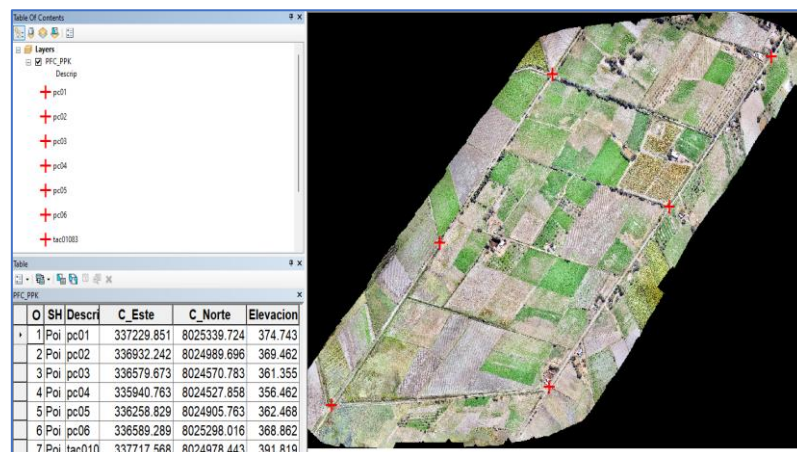 Table Of Contents
Layers
PFC_PPK
Descrip
pc01
pc02
pc03
pc04
pc05
pc06
tac01083
Table
PFC_PPK
O SH Descri C_Este C_Norte Elevacion
1 Poi pc01 337229.851 8025339.724 374.743
2 Poi pc02 336932.242 8024989.696 369.462
3 Poi pc03 336579.673 8024570.783 361.355
4 Poi pc04 335940.763 8024527.858 356.462
5 Poi pc05 336258.829 8024905.763 362.468
6 Poi pc06 336589.289 8025298.016 368.862
7 Poi tac010 337717.568 8024978.443 391.819